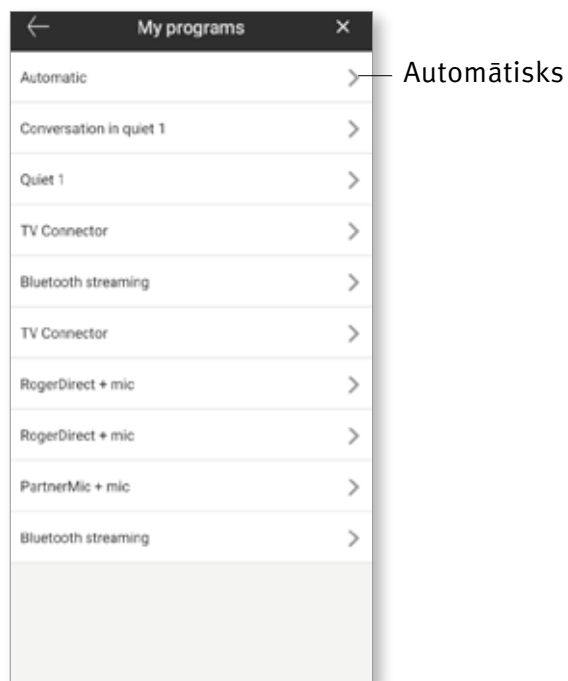 My programs
Automatic
Automātisks
Conversation in quiet 1
Quiet 1
TV Connector
Bluetooth streaming
TV Connector
RogerDirect + mic
RogerDirect + mic
PartnerMic + mic
Bluetooth streaming